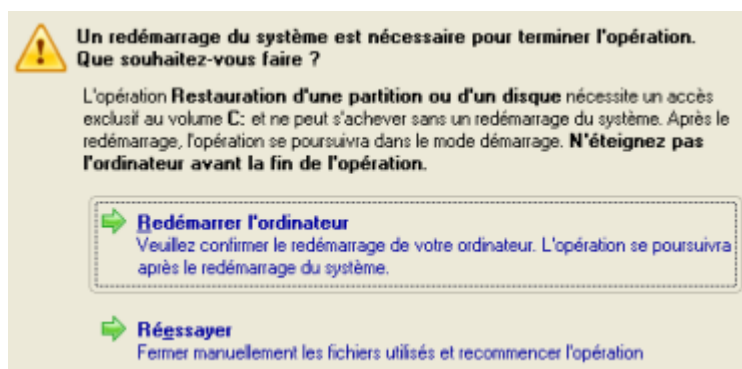 Un redémarrage du système est nécessaire pour terminer l'opération.
Que souhaitez-vous faire ?
L'opération Restauration d'une partition ou d'un disque nécessite un accès
exclusif au volume C: et ne peut s'achever sans un redémarrage du système. Après le
redémarrage, l'opération se poursuivra dans le mode démarrage. N'éteignez pas
l'ordinateur avant la fin de l'opération.
Redémarrer l'ordinateur
Veuillez confirmer le redémarrage de votre ordinateur. L'opération se poursuivra
après le redémarrage du système.
Réessayer
Fermer manuellement les fichiers utilisés et recommencer l'opération